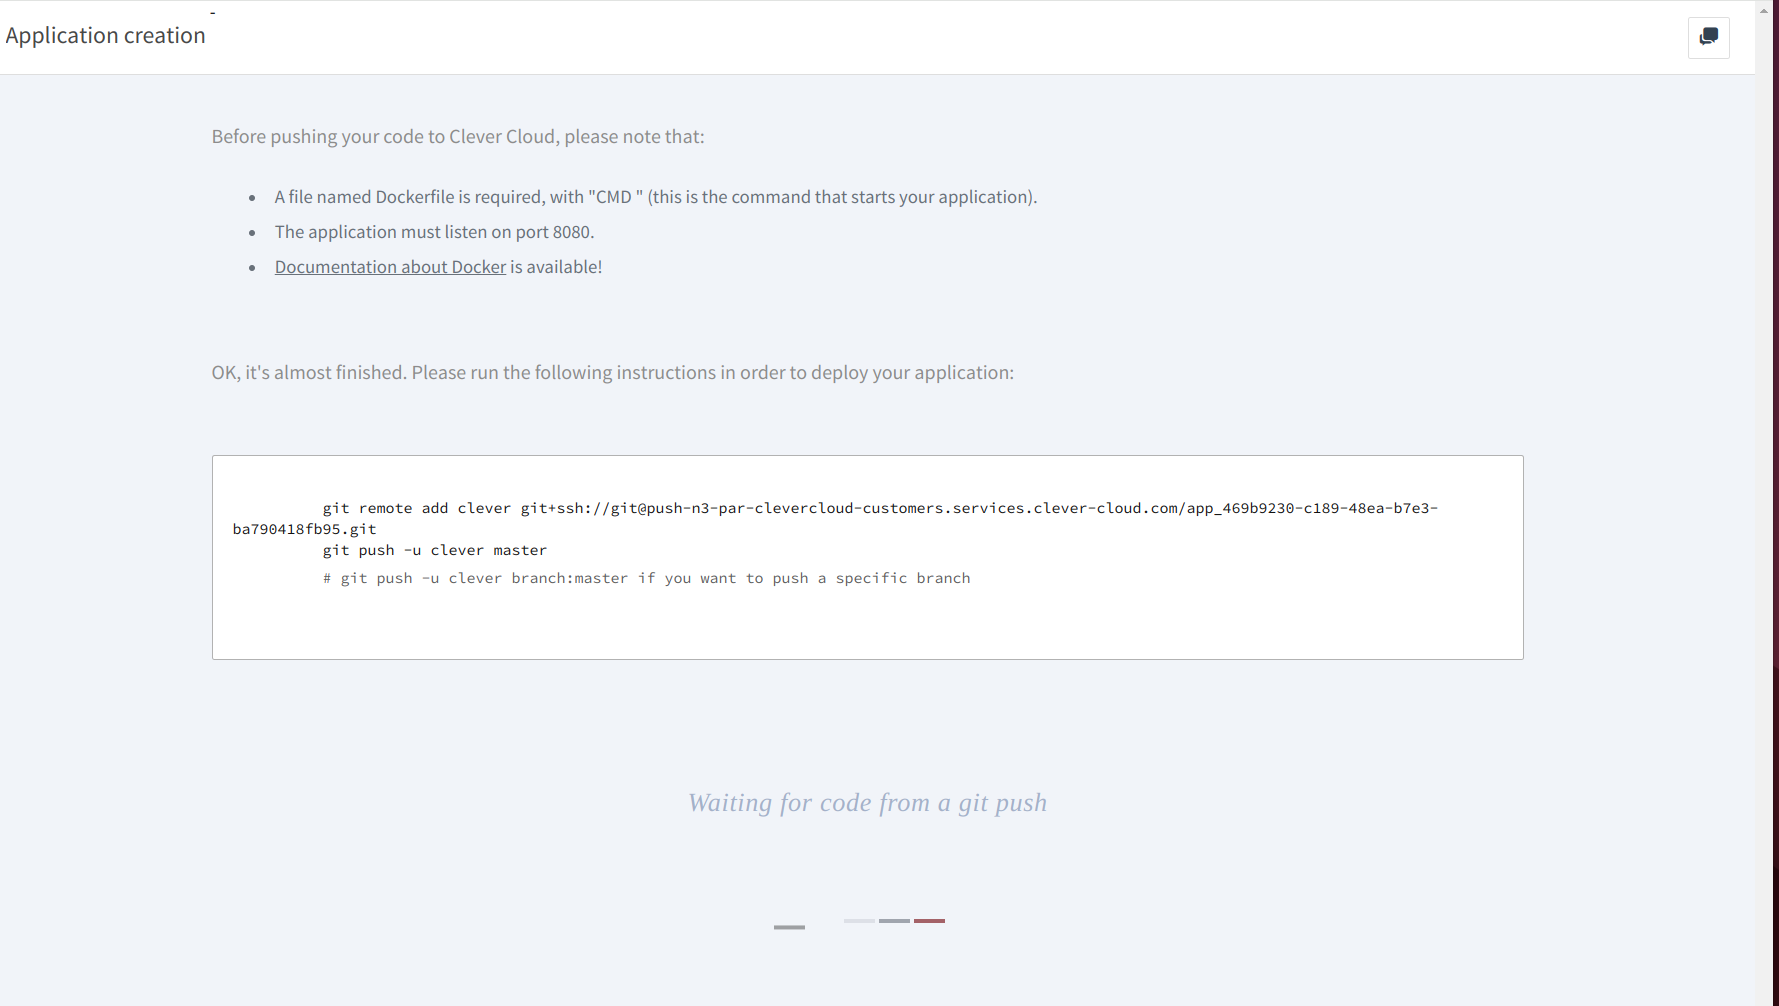 Application creation
Before pushing your code to Clever Cloud, please note that:
A file named Dockerfile is required, with "CMD " (this is the command that starts your application).
The application must listen on port 8080.
Documentation about Docker is available!
OK, it's almost finished. Please run the following instructions in order to deploy your application:
git remote add clever git+ssh://git@push-n3-par-clevercloud-customers.services.clever-cloud.com/app_469b9230-c189-48ea-b7e3-
ba790418fb95.git
git push -u clever master
# git push -u clever branch:master if you want to push a specific branch
Waiting for code from a git push